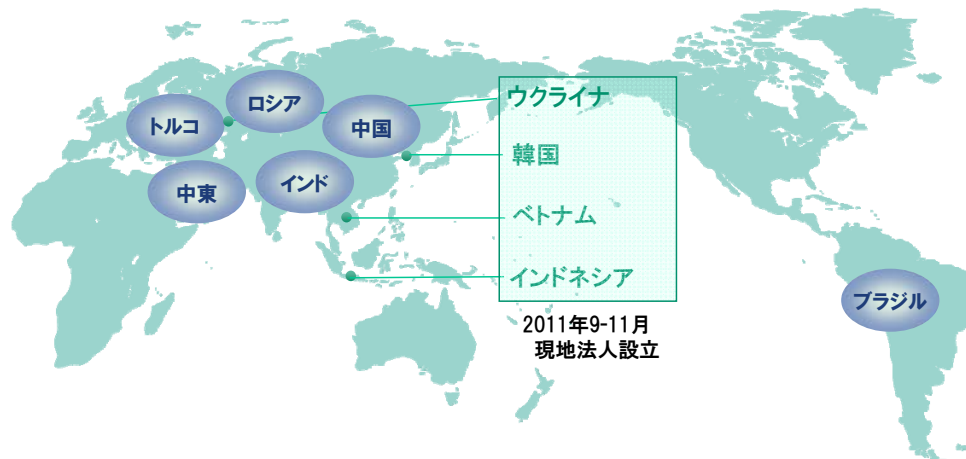 ロシア
トルコ
中国
中東
インド
ウクライナ
韓国
ベトナム
インドネシア
2011年9-11月
現地法人設立
ブラジル